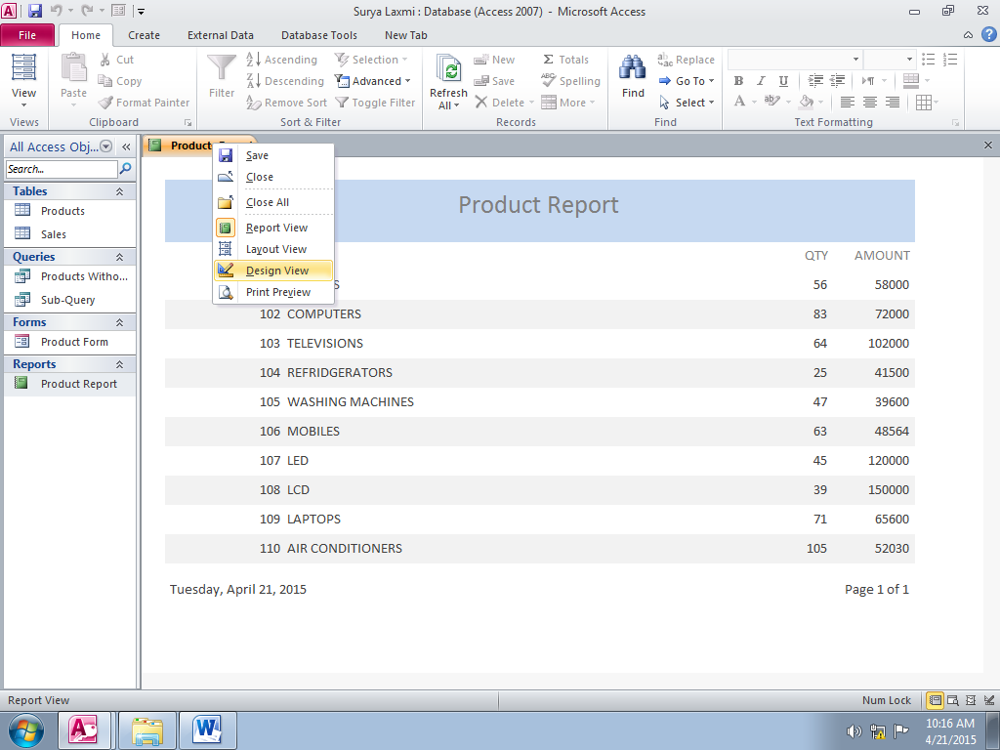 Surya Laxmi : Database (Access 2007) - Microsoft Access
File Home Create External Data Database Tools New Tab
View
Views
Paste
Cut
Copy
Format Painter
Clipboard
Filter
Ascending
Descending
Remove Sort
Selection
Advanced
Toggle Filter
Sort & Filter
Refresh
All
New
Save
Delete
Totals
Spelling
More
Records
Find
Replace
Go To
Select
Find
B I U
Text Formatting
All Access Obj...
Search...
Tables
Products
Sales
Queries
Products Witho...
Sub-Query
Forms
Product Form
Reports
Product Report
Save
Close
Close All
Report View
Layout View
Design View
Print Preview
Product Report
QTY AMOUNT
56 58000
102 COMPUTERS 83 72000
103 TELEVISIONS 64 102000
104 REFRIDGERATORS 25 41500
105 WASHING MACHINES 47 39600
106 MOBILES 63 48564
107 LED 45 120000
108 LCD 39 150000
109 LAPTOPS 71 65600
110 AIR CONDITIONERS 105 52030
Tuesday, April 21, 2015 Page 1 of 1
Report View Num Lock
10:16 AM
4/21/2015